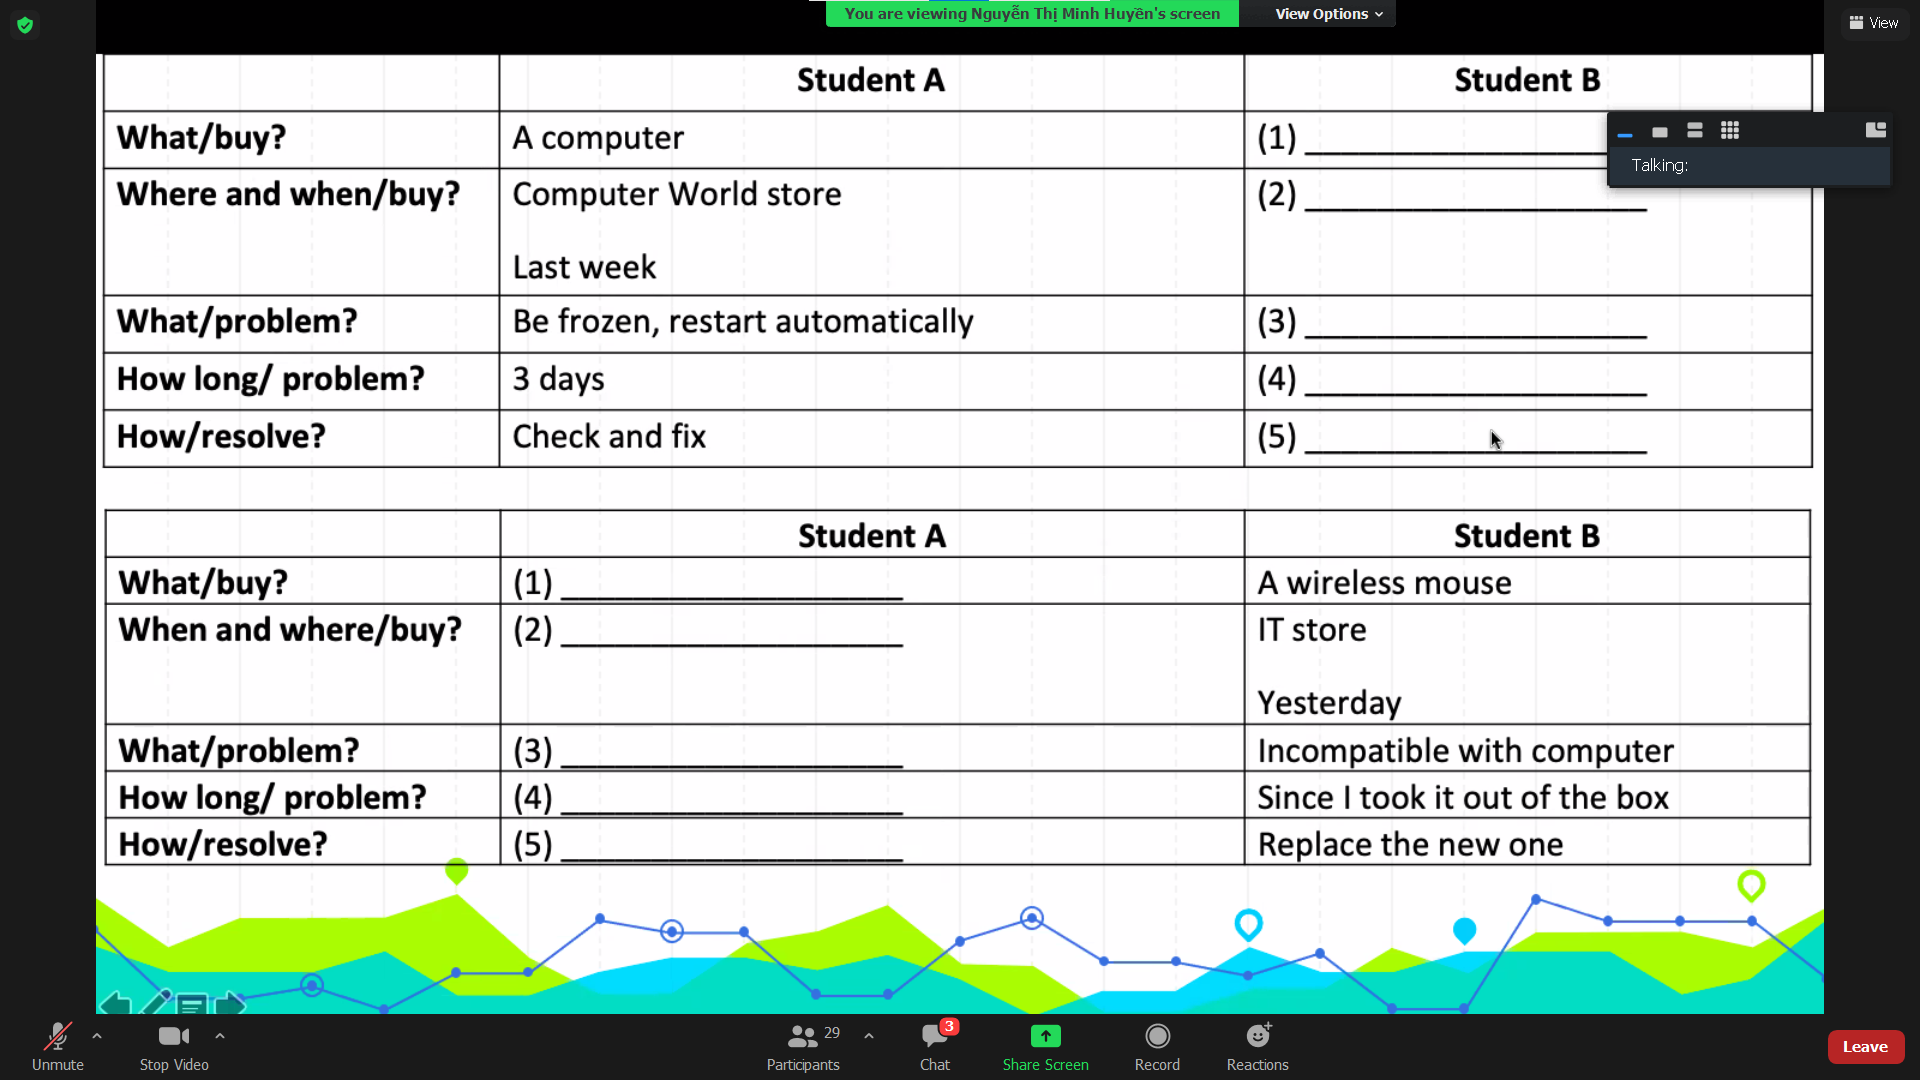 You are viewing Nguyễn Thị Minh Huyền's screen
View Options
View
Student A Student B
What/buy? A computer (1) ____________________
Talking:
Where and when/buy? Computer World store (2) ____________________
Last week
What/problem? Be frozen, restart automatically (3) ____________________
How long/ problem? 3 days (4) ____________________
How/resolve? Check and fix (5) ____________________
Student A Student B
What/buy? (1) ____________________ A wireless mouse
When and where/buy? (2) ____________________ IT store
Yesterday
What/problem? (3) ____________________ Incompatible with computer
How long/ problem? (4) ____________________ Since I took it out of the box
How/resolve? (5) ____________________ Replace the new one
29
3
Unmute
Stop Video
Participants
Chat
Share Screen
Record
Reactions
Leave